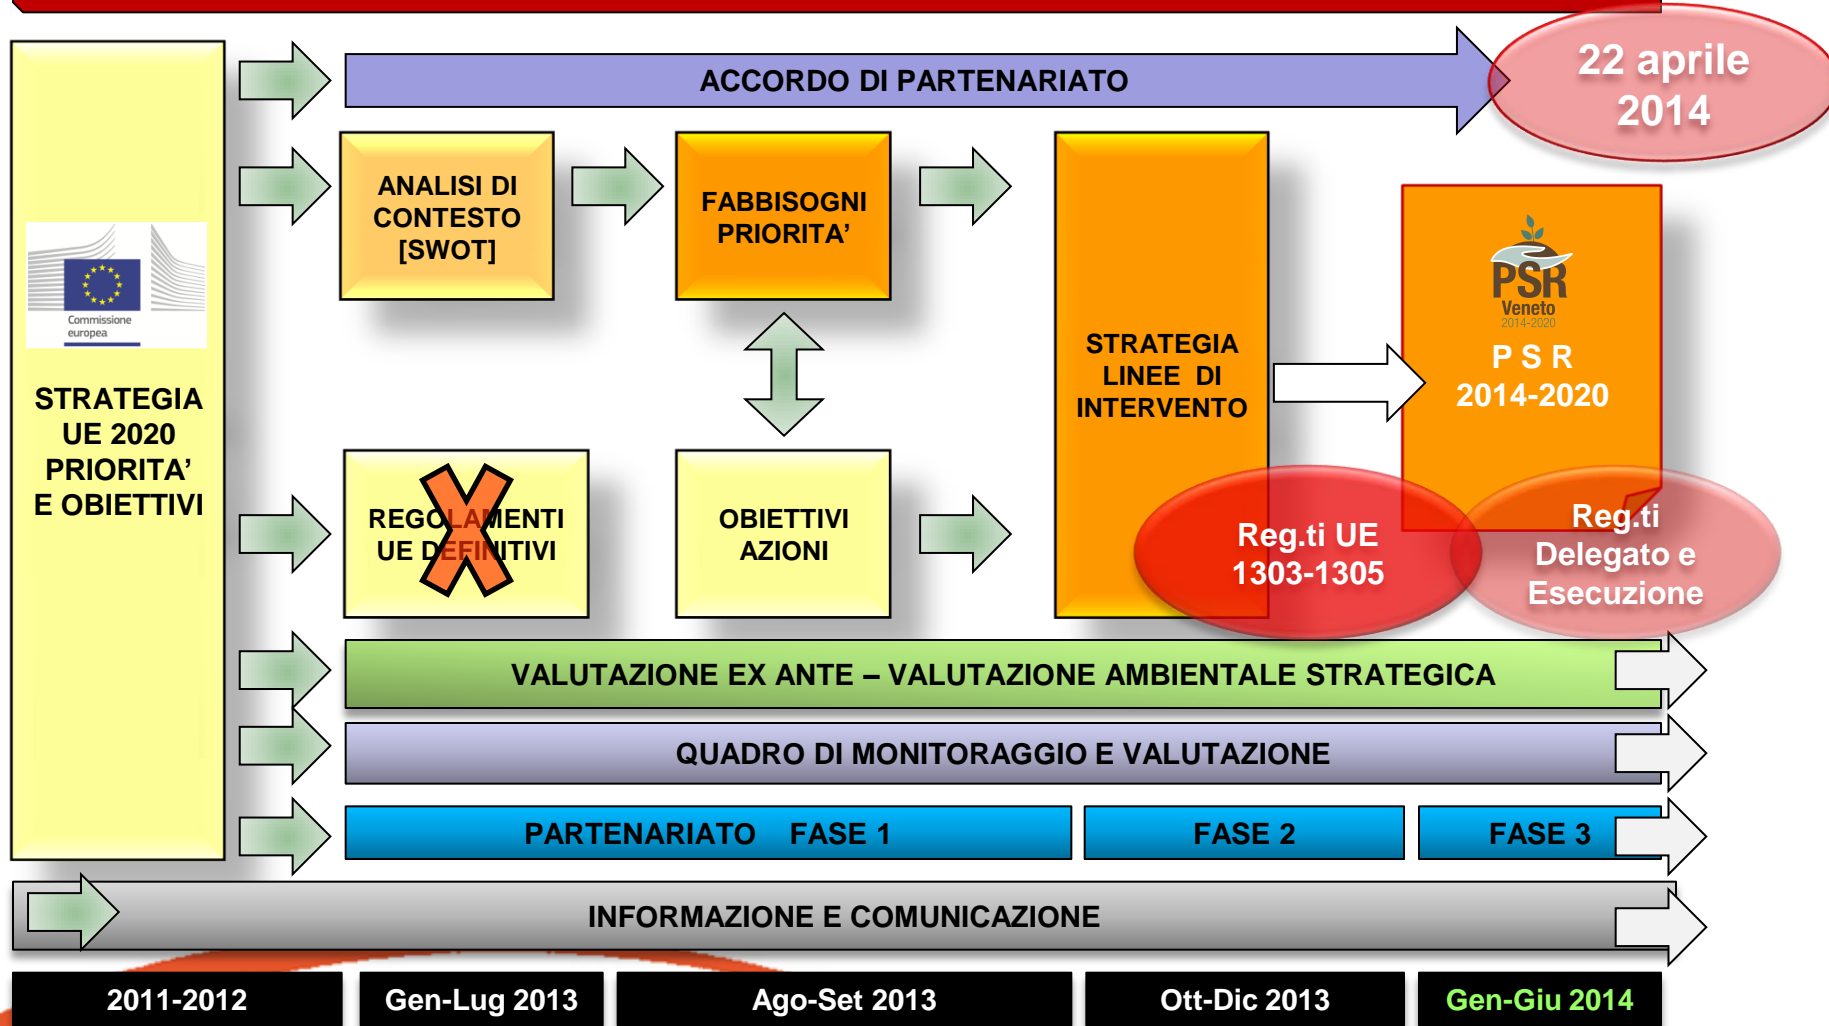 ACCORDO DI PARTENARIATO
22 aprile
2014
ANALISI DI
CONTESTO
[SWOT]
FABBISOGNI
PRIORITA’
Commissione
europea
STRATEGIA
UE 2020
PRIORITA’
E OBIETTIVI
STRATEGIA
LINEE DI
INTERVENTO
PSR
Veneto
2014-2020
P S R
2014-2020
REGOLAMENTI
UE DEFINITIVI
OBIETTIVI
AZIONI
Reg.ti UE
1303-1305
Reg.ti
Delegato e
Esecuzione
VALUTAZIONE EX ANTE – VALUTAZIONE AMBIENTALE STRATEGICA
QUADRO DI MONITORAGGIO E VALUTAZIONE
PARTENARIATO FASE 1
FASE 2
FASE 3
INFORMAZIONE E COMUNICAZIONE
2011-2012
Gen-Lug 2013
Ago-Set 2013
Ott-Dic 2013
Gen-Giu 2014